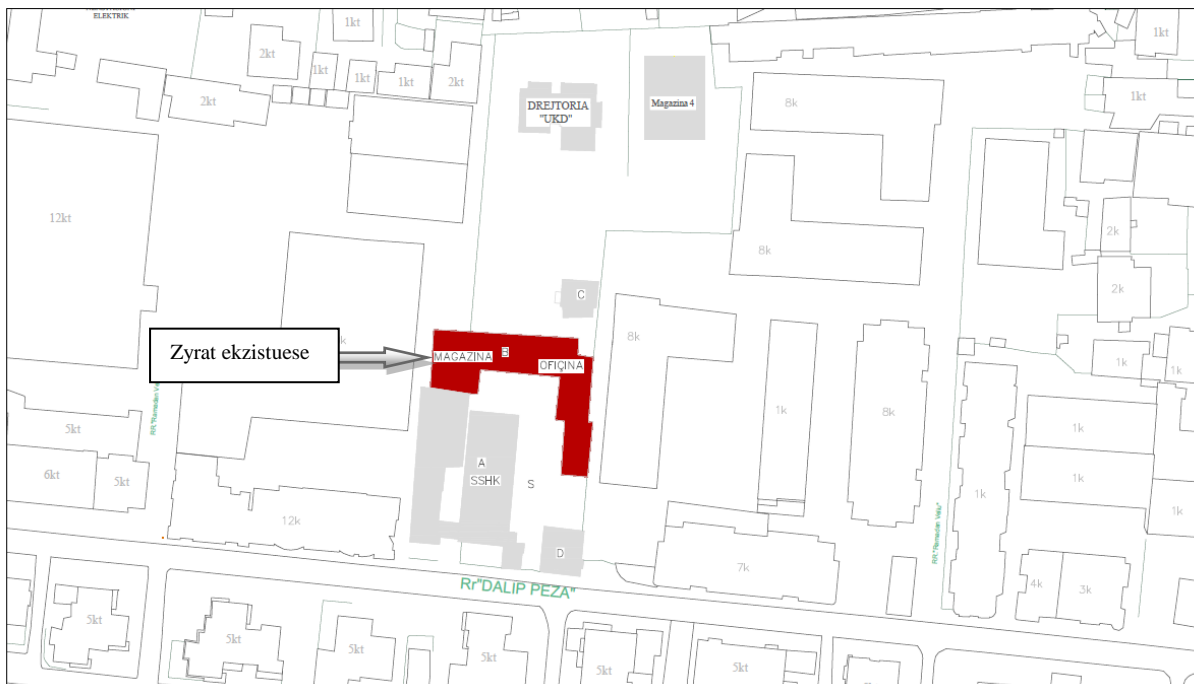 ELEKTRIK
1kt
1kt
2kt
1kt
1kt
1kt
2kt
2kt
DREJTORIA
"UKD"
Magazina 4
8k
1kt
12kt
8k
2k
2k
C
8k
Zyrat ekzistuese
k
MAGAZINA
B
OFIÇINA
1k
1k
1k
8k
5kt
1k
6kt
5kt
A
SSHK
S
1k
1k
1k
12k
D
7k
Rr"DALIP PEZA"
4k
3k
5kt
5kt
5kt
5kt
5kt
5kt
1kt